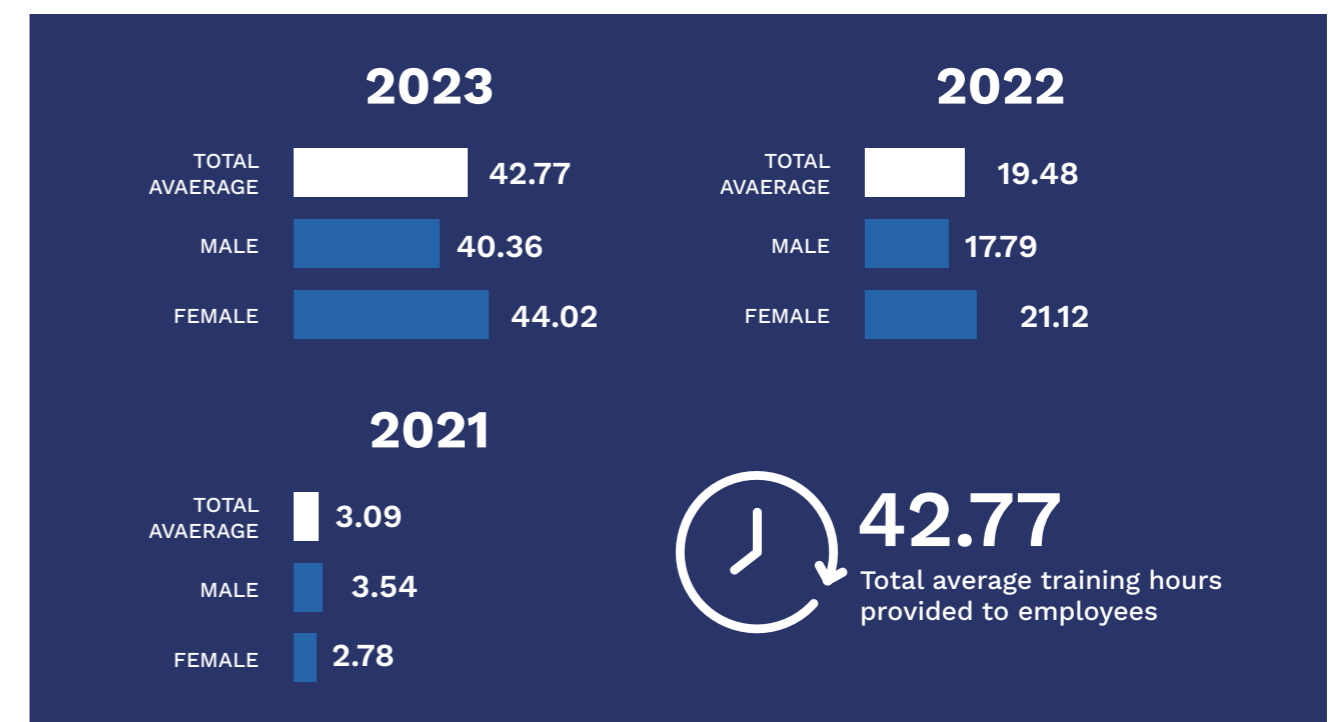 2023
TOTAL
AVAERAGE
42.77
MALE
40.36
FEMALE
44.02
2022
TOTAL
AVAERAGE
19.48
MALE
17.79
FEMALE
21.12
2021
TOTAL
AVAERAGE
3.09
MALE
3.54
FEMALE
2.78
42.77
Total average training hours
provided to employees